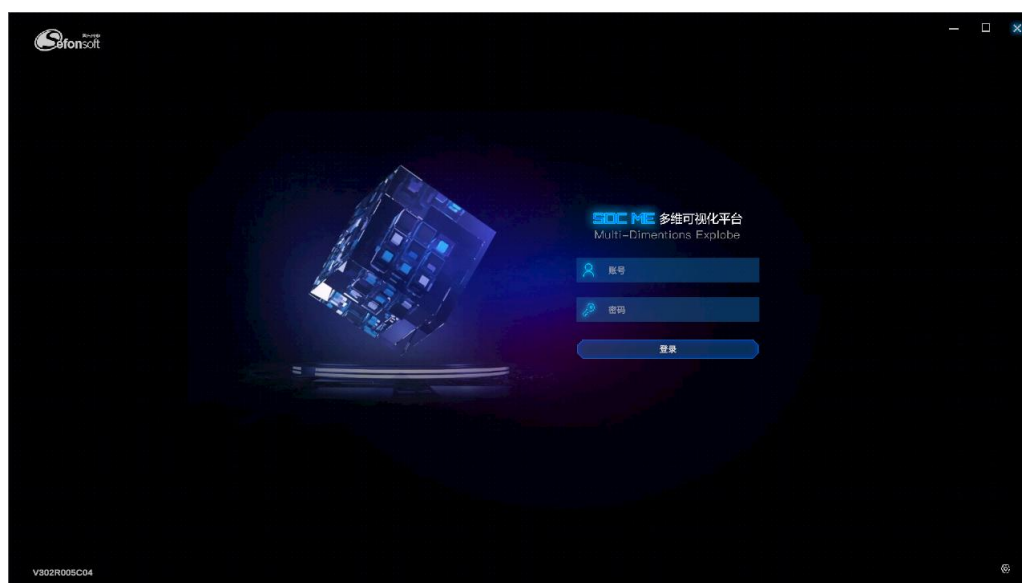 Sefonsoft
SDC ME 多维可视化平台
Multi-Dimentions Explobe
账号
密码
登录
V302R005C04